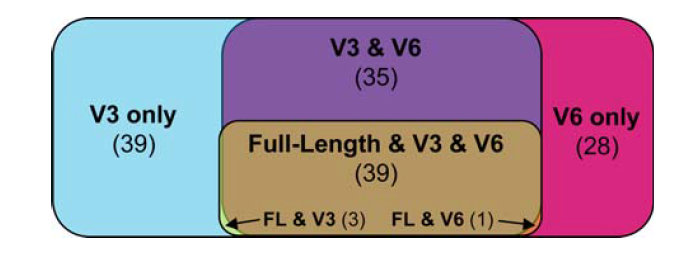 V3 & V6
(35)
V3 only
(39)
V6 only
(28)
Full-Length & V3 & V6
(39)
FL & V3 (3)
FL & V6 (1)